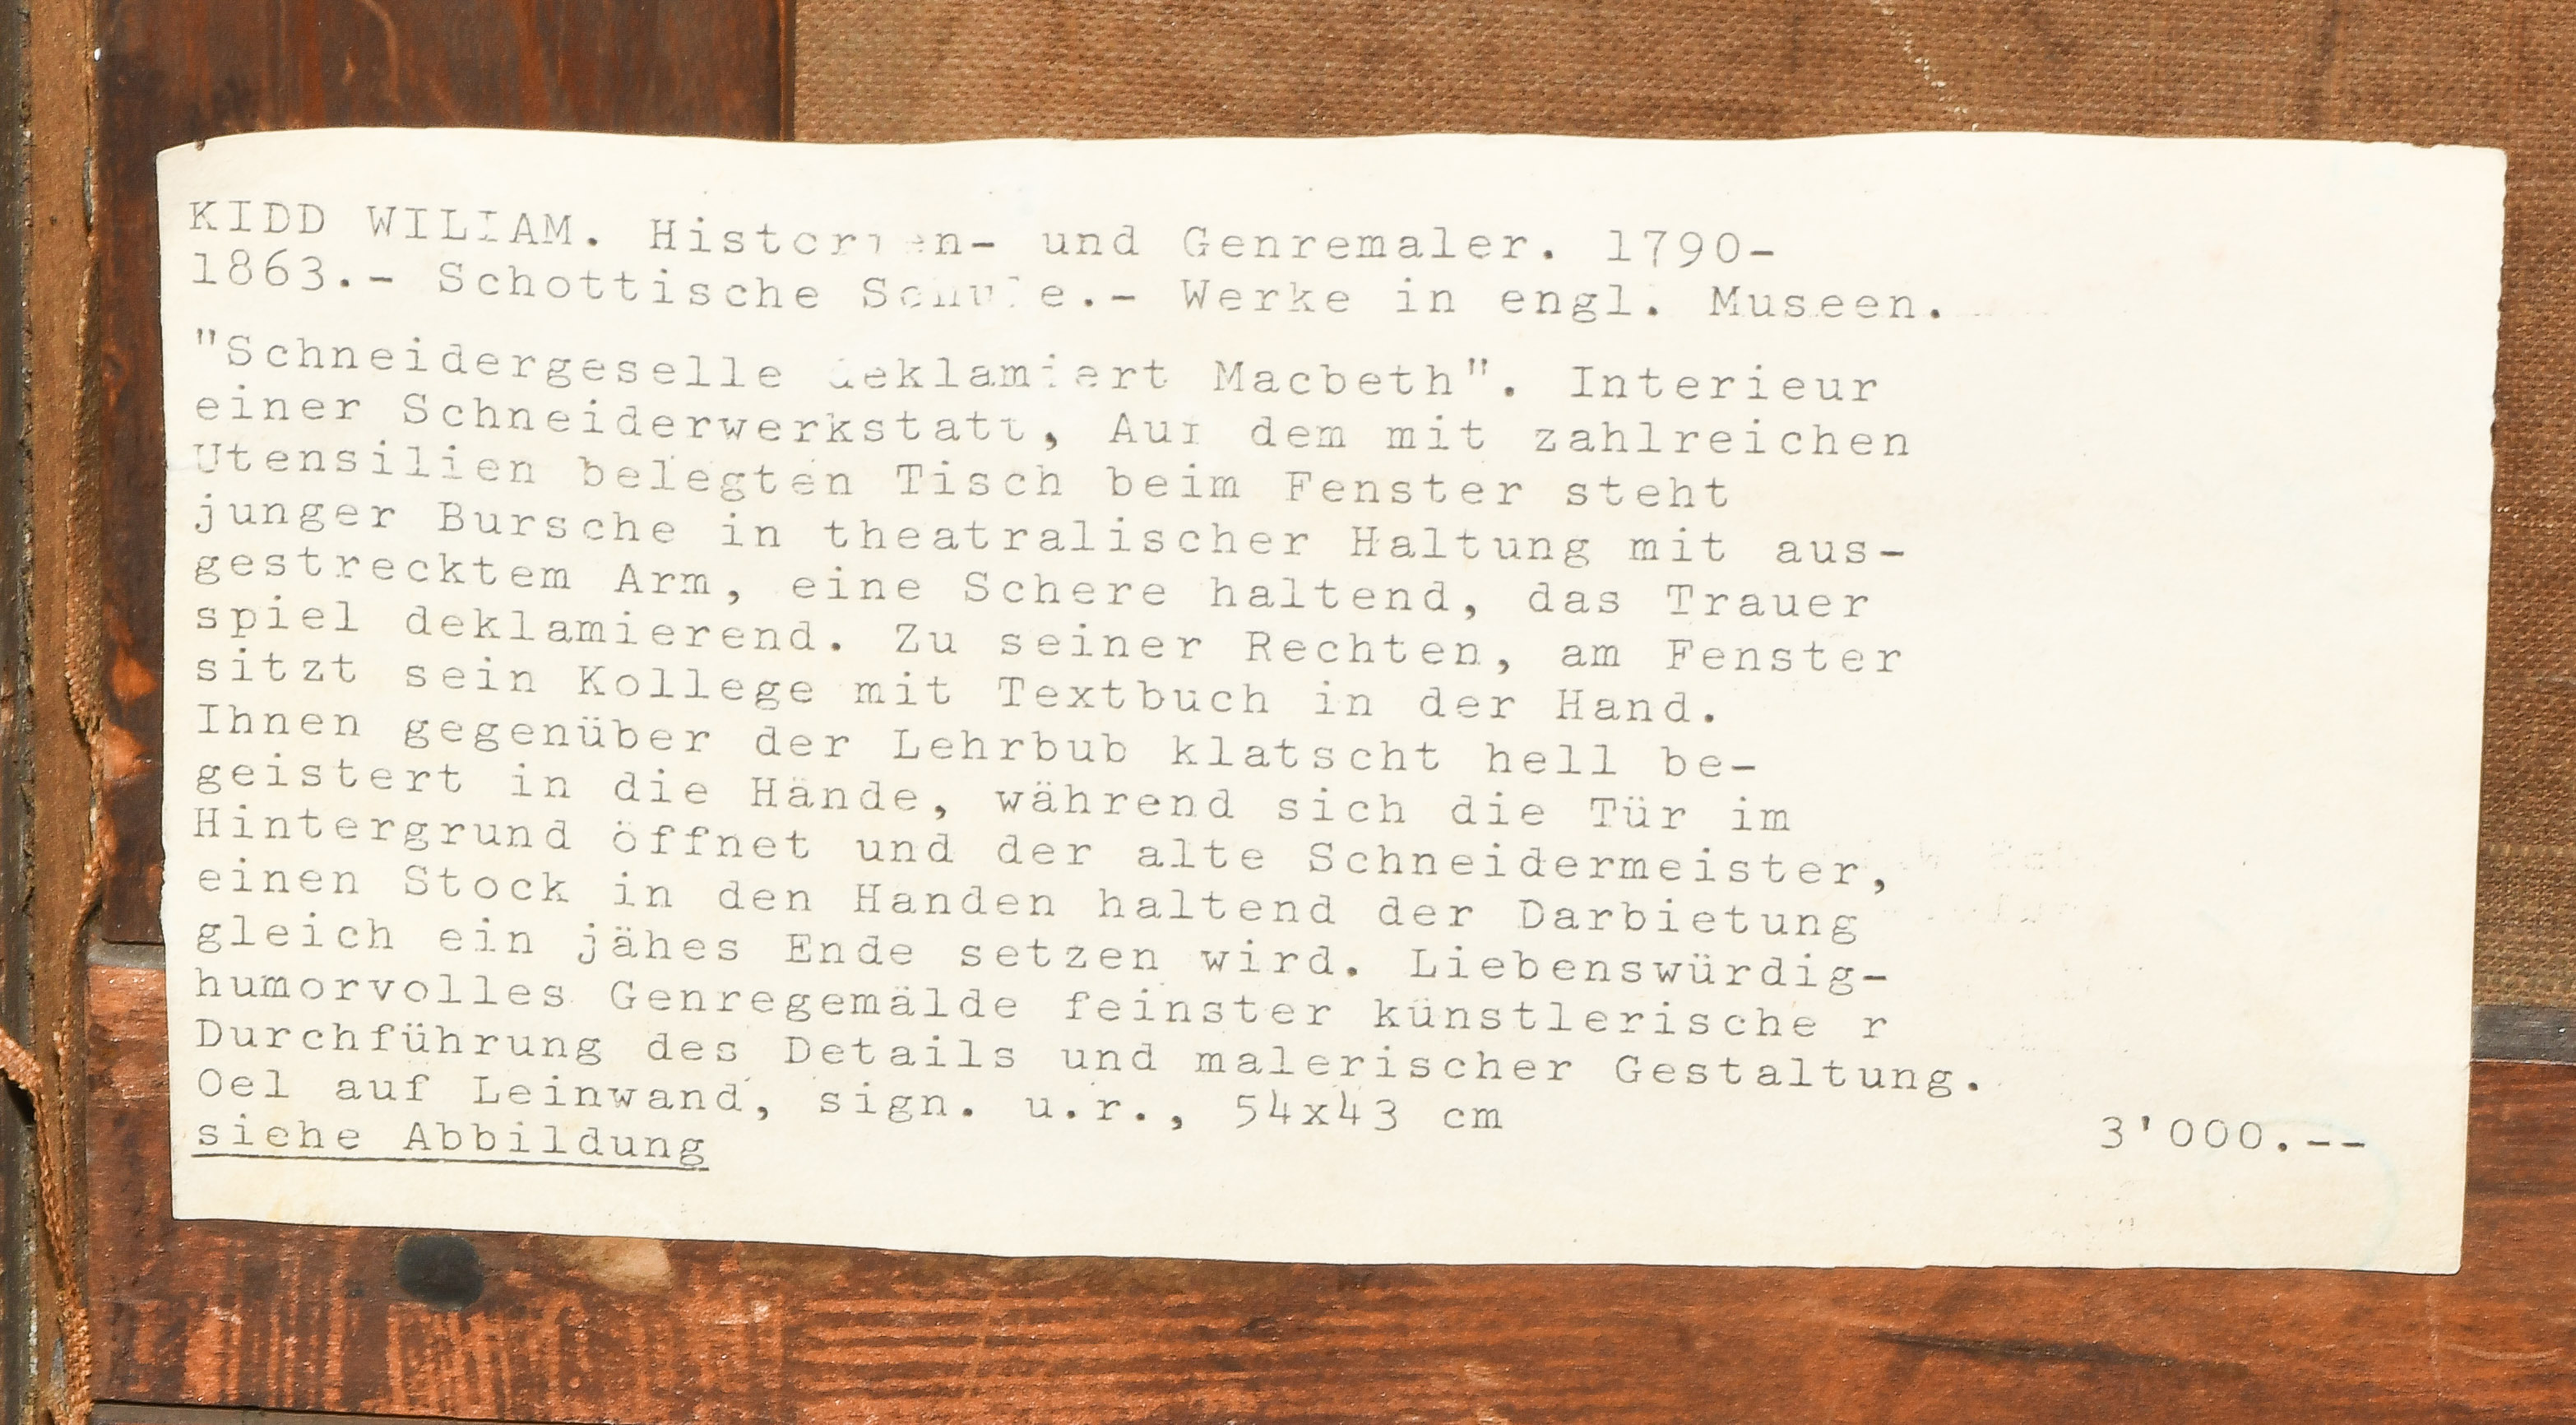 KIDD WILIAM. Historien- und Genremaler. 1790-
1863.- Schottische Schule.- Werke in engl. Museen.
"Schneidergeselle deklamiert Macbeth". Interieur
einer Schneiderwerkstatt, Auf dem mit zahlreichen
Utensilien belegten Tisch beim Fenster steht
junger Bursche in theatralischer Haltung mit aus-
gestrecktem Arm, eine Schere haltend, das Trauer
spiel deklamierend. Zu seiner Rechten, am Fenster
sitzt sein Kollege mit Textbuch in der Hand.
Ihnen gegenüber der Lehrbub klatscht hell be-
geistert in die Hände, während sich die Tür im
Hintergrund öffnet und der alte Schneidermeister,
einen Stock in den Handen haltend der Darbietung
gleich ein jähes Ende setzen wird. Liebenswürdig-
humorvolles Genregemälde feinster künstlerische r
Durchführung des Details und malerischer Gestaltung.
Oel auf Leinwand, sign. u.r., 54x43 cm 3'000.--
siehe Abbildung